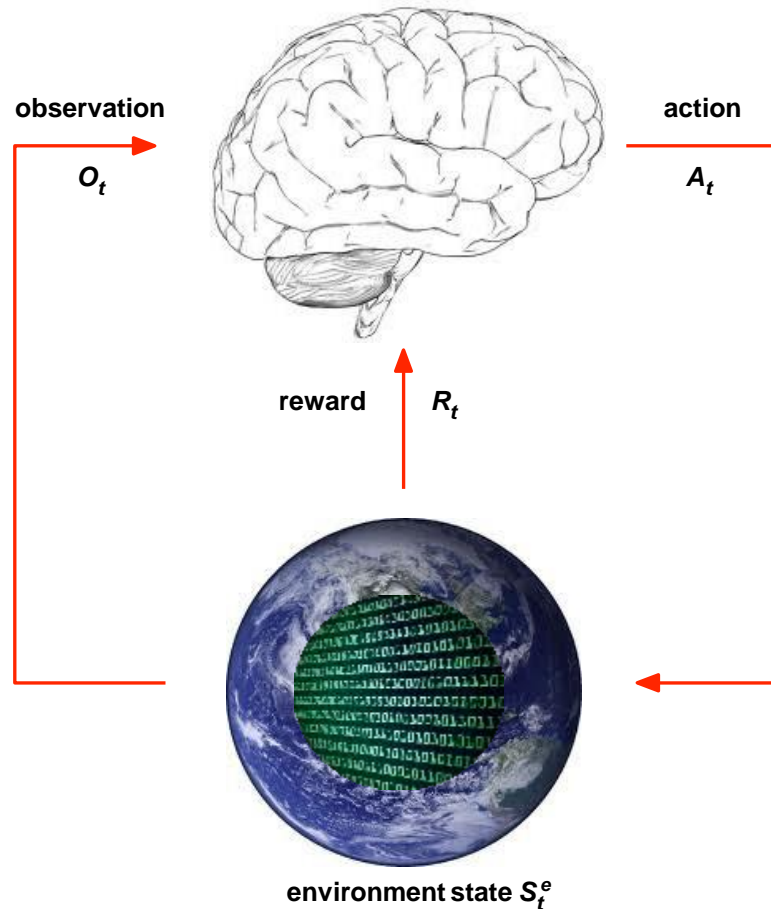 observation
action
O_t
A_t
reward
R_t
environment state S_t^e